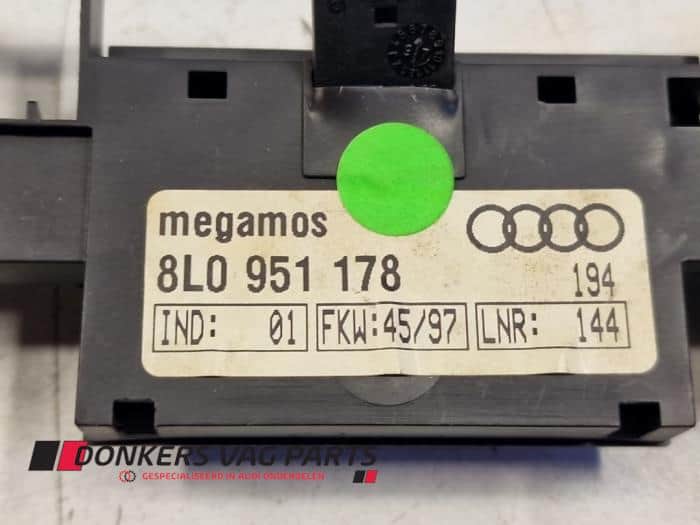 megamos
8L0 951 178
194
IND: 01 FKW:45/97 LNR: 144
DONKERS VAG PARTS
GESPECIALISEERD IN AUDI ONDERDELEN